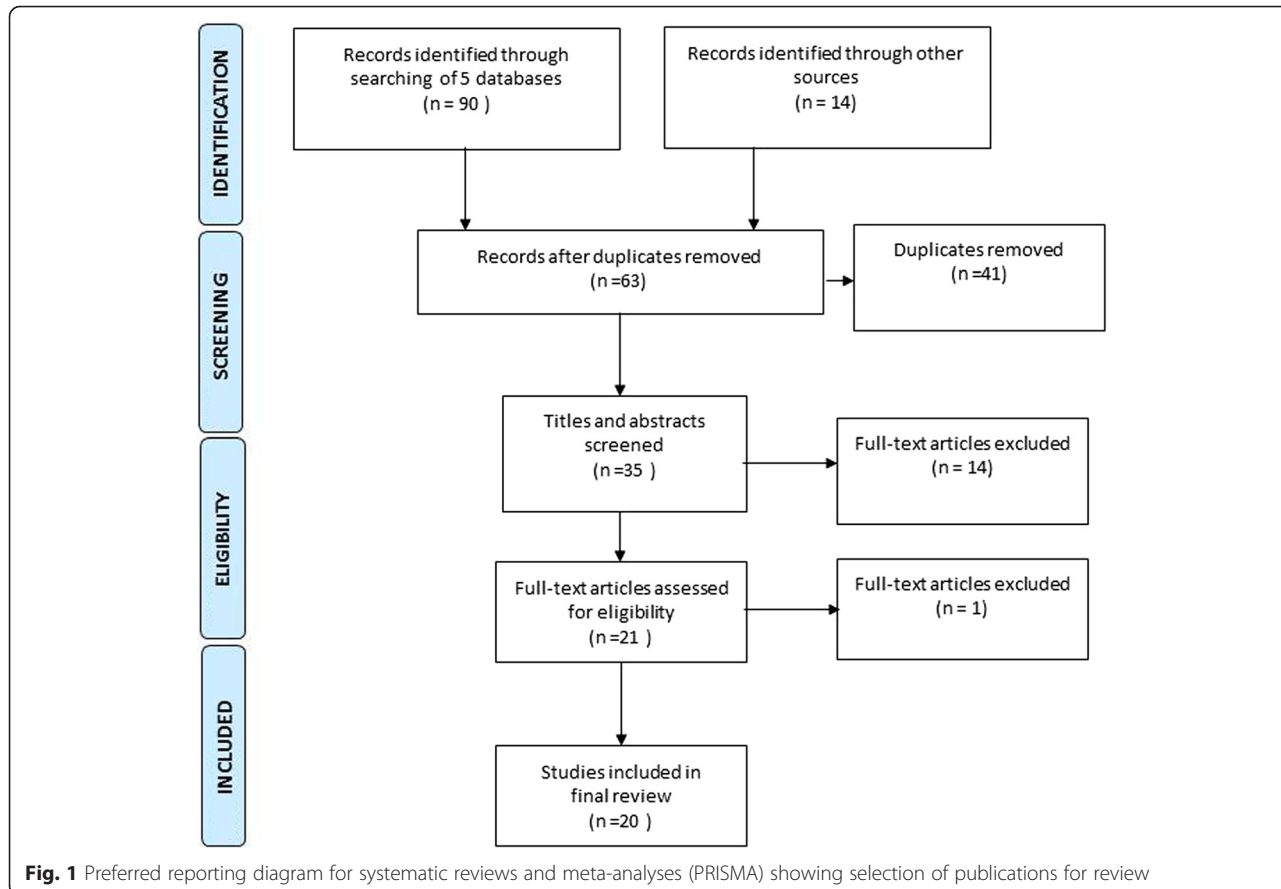 IDENTIFICATION
Records identified through
searching of 5 databases
(n = 90 )
Records identified through other
sources
(n = 14)
SCREENING
Records after duplicates removed
(n =63)
Duplicates removed
(n =41)
Titles and abstracts
screened
(n =35 )
Full-text articles excluded
(n = 14)
ELIGIBILITY
Full-text articles assessed
for eligibility
(n =21 )
Full-text articles excluded
(n = 1)
INCLUDED
Studies included in
final review
(n =20 )
Fig. 1 Preferred reporting diagram for systematic reviews and meta-analyses (PRISMA) showing selection of publications for review